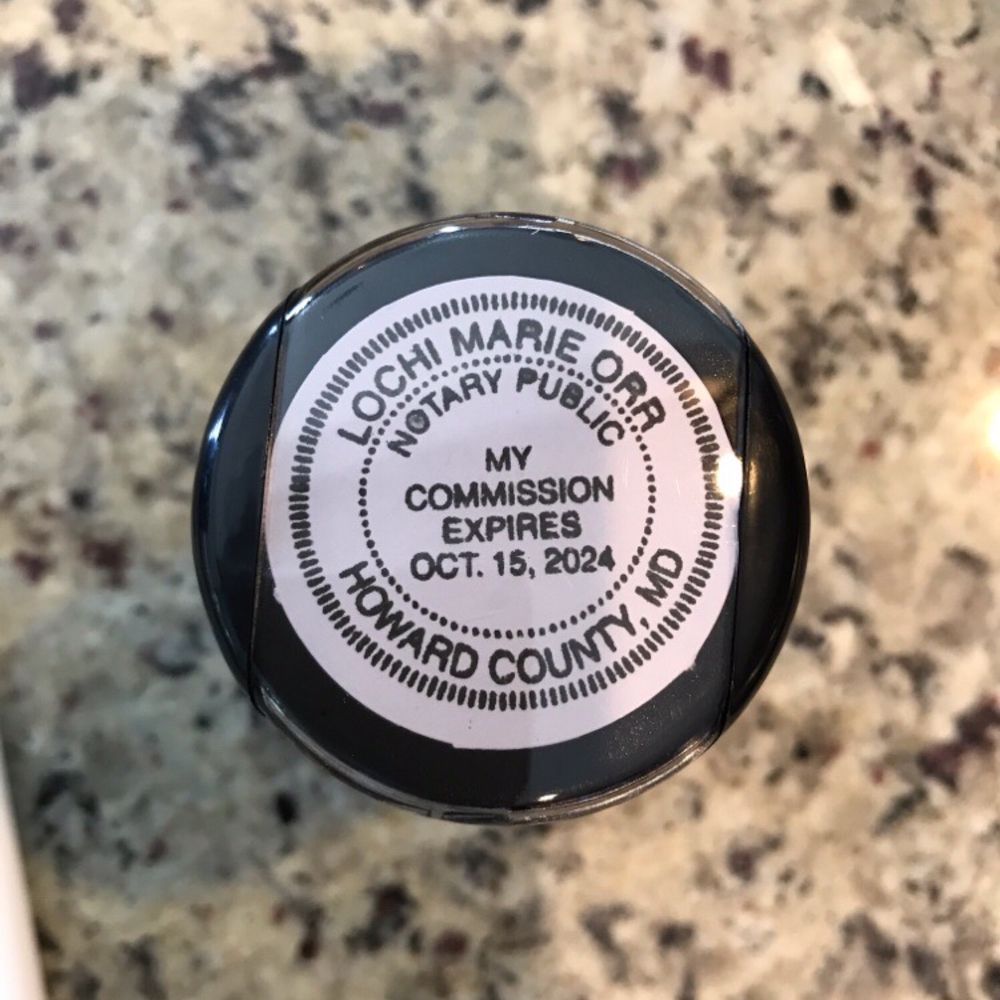 LOCHI MARIE ORR
NOTARY PUBLIC
MY
COMMISSION
EXPIRES
OCT. 15, 2024
HOWARD COUNTY, MD